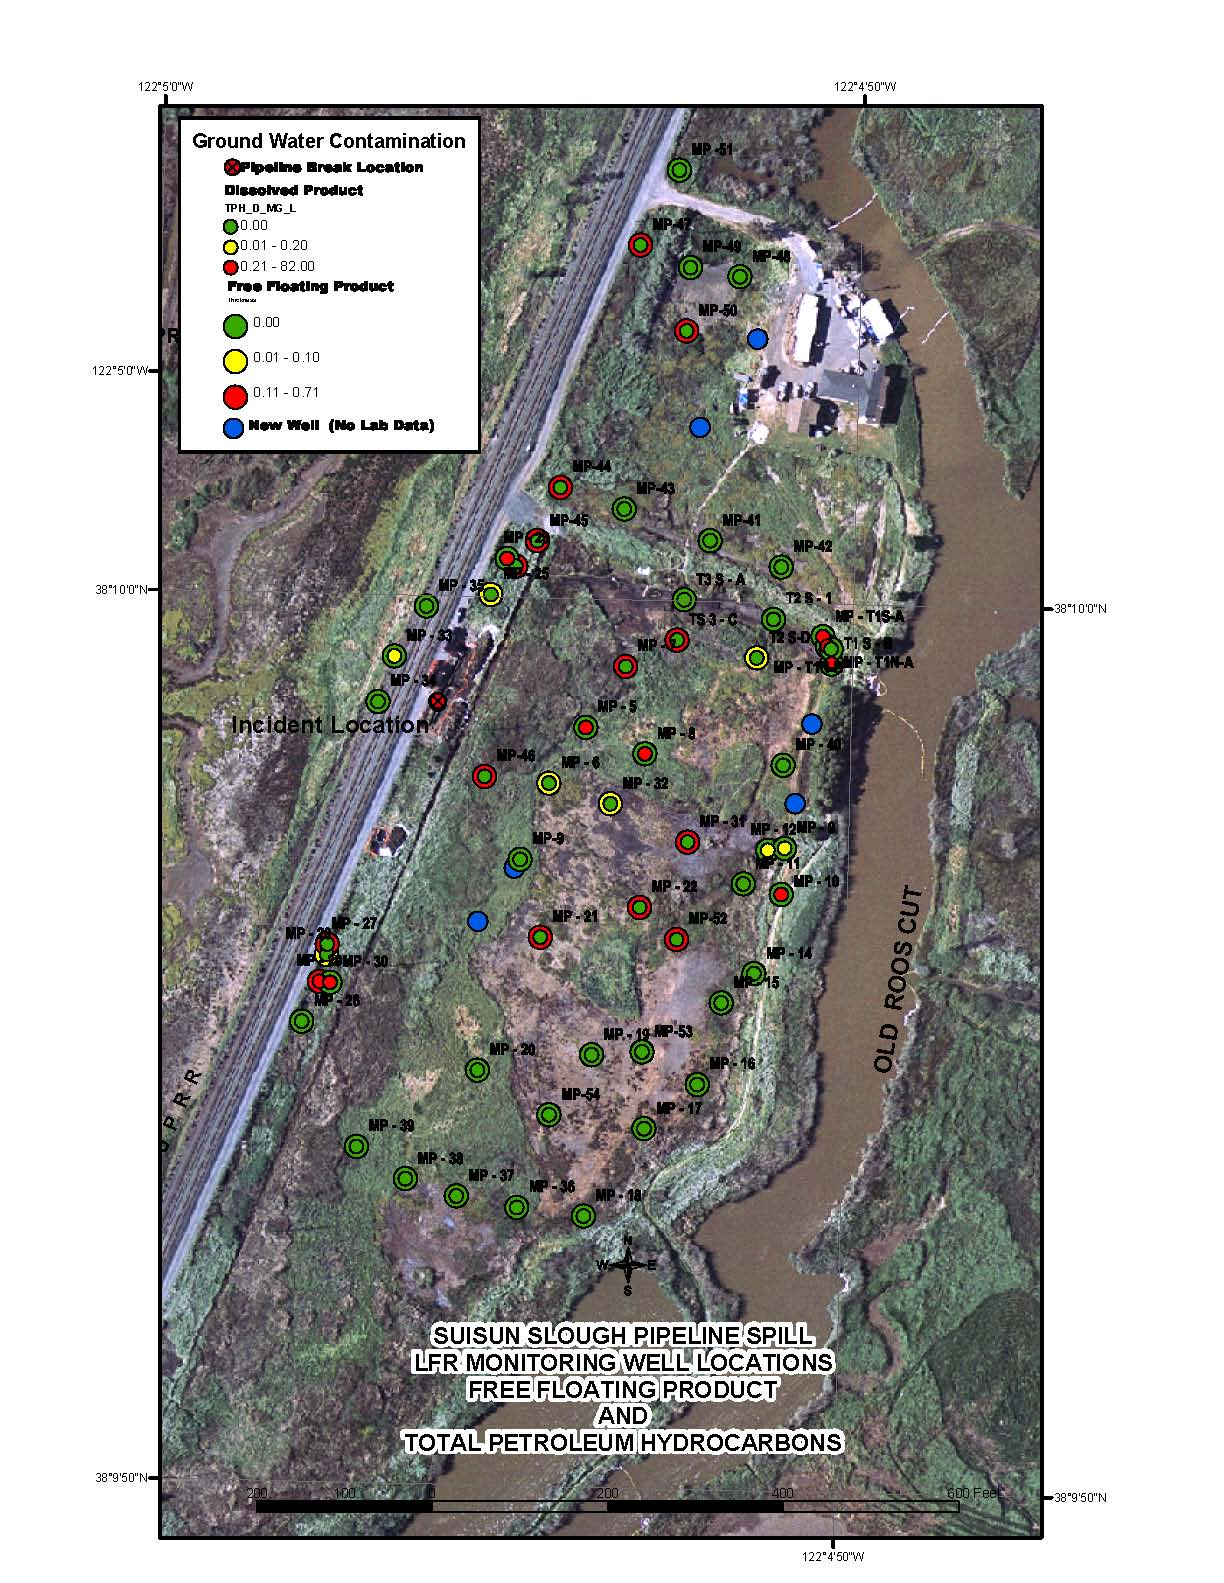 122°5'0"W
122°4'50"W
Ground Water Contamination
Pipeline Break Location
Dissolved Product
TPH_D_MG_L
0.00
0.01 - 0.20
0.21 - 82.00
Free Floating Product
Thickness
0.00
0.01 - 0.10
0.11 - 0.71
New Well (No Lab Data)
MP -51
MP-47
MP-49
MP-48
MP-50
PR
122°5'0"W
MP-44
MP-43
MP-45
MP-41
MP-42
MP - 25
MP - 35
38°10'0"N
38°10'0"N
T3 S - A
T2 S - 1
TS 3 - C
MP - T1S-A
T2 S-D
T1 S - B
MP - 33
MP - T1N-A
MP - 34
Incident Location
MP - 5
MP - 8
MP - 40
MP-46
MP - 6
MP - 32
MP - 31
MP - 12
MP-9
MP - 11
MP - 10
MP - 22
MP - 21
MP-52
MP - 27
MP - 30
MP - 14
MP - 15
MP - 26
OLD ROOS CUT
MP - 19
MP-53
MP - 20
MP - 16
MP-54
MP - 17
P R R
MP - 39
MP - 38
MP - 37
MP - 36
MP - 18
N
W
E
S
SUISUN SLOUGH PIPELINE SPILL
LFR MONITORING WELL LOCATIONS
FREE FLOATING PRODUCT
AND
TOTAL PETROLEUM HYDROCARBONS
38°9'50"N
200 100 0 200 400 600 Feet
38°9'50"N
122°4'50"W